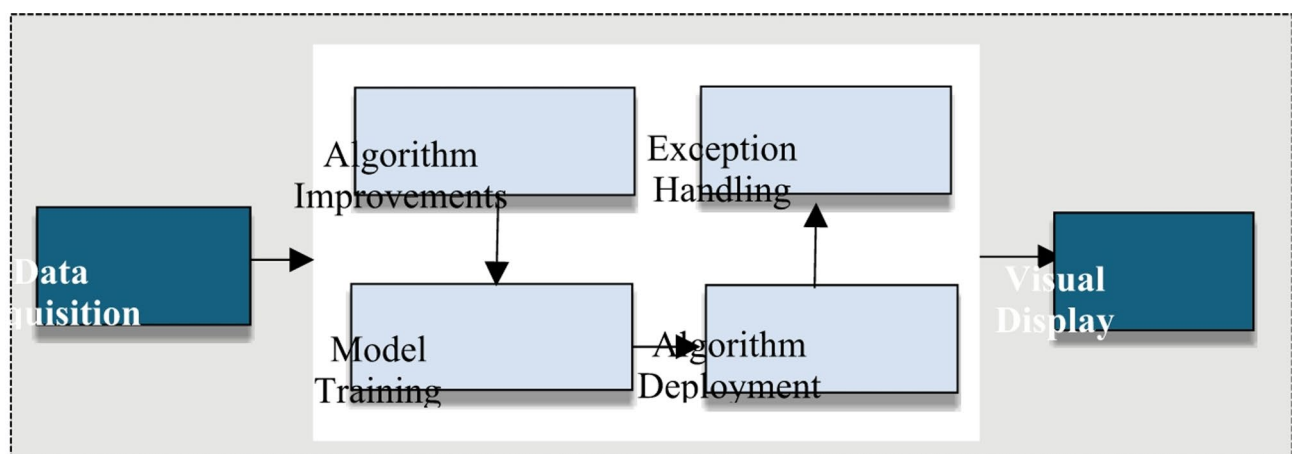 Data
quisition
Algorithm
Improvements
Model
Training
Algorithm
Deployment
Exception
Handling
Visual
Display